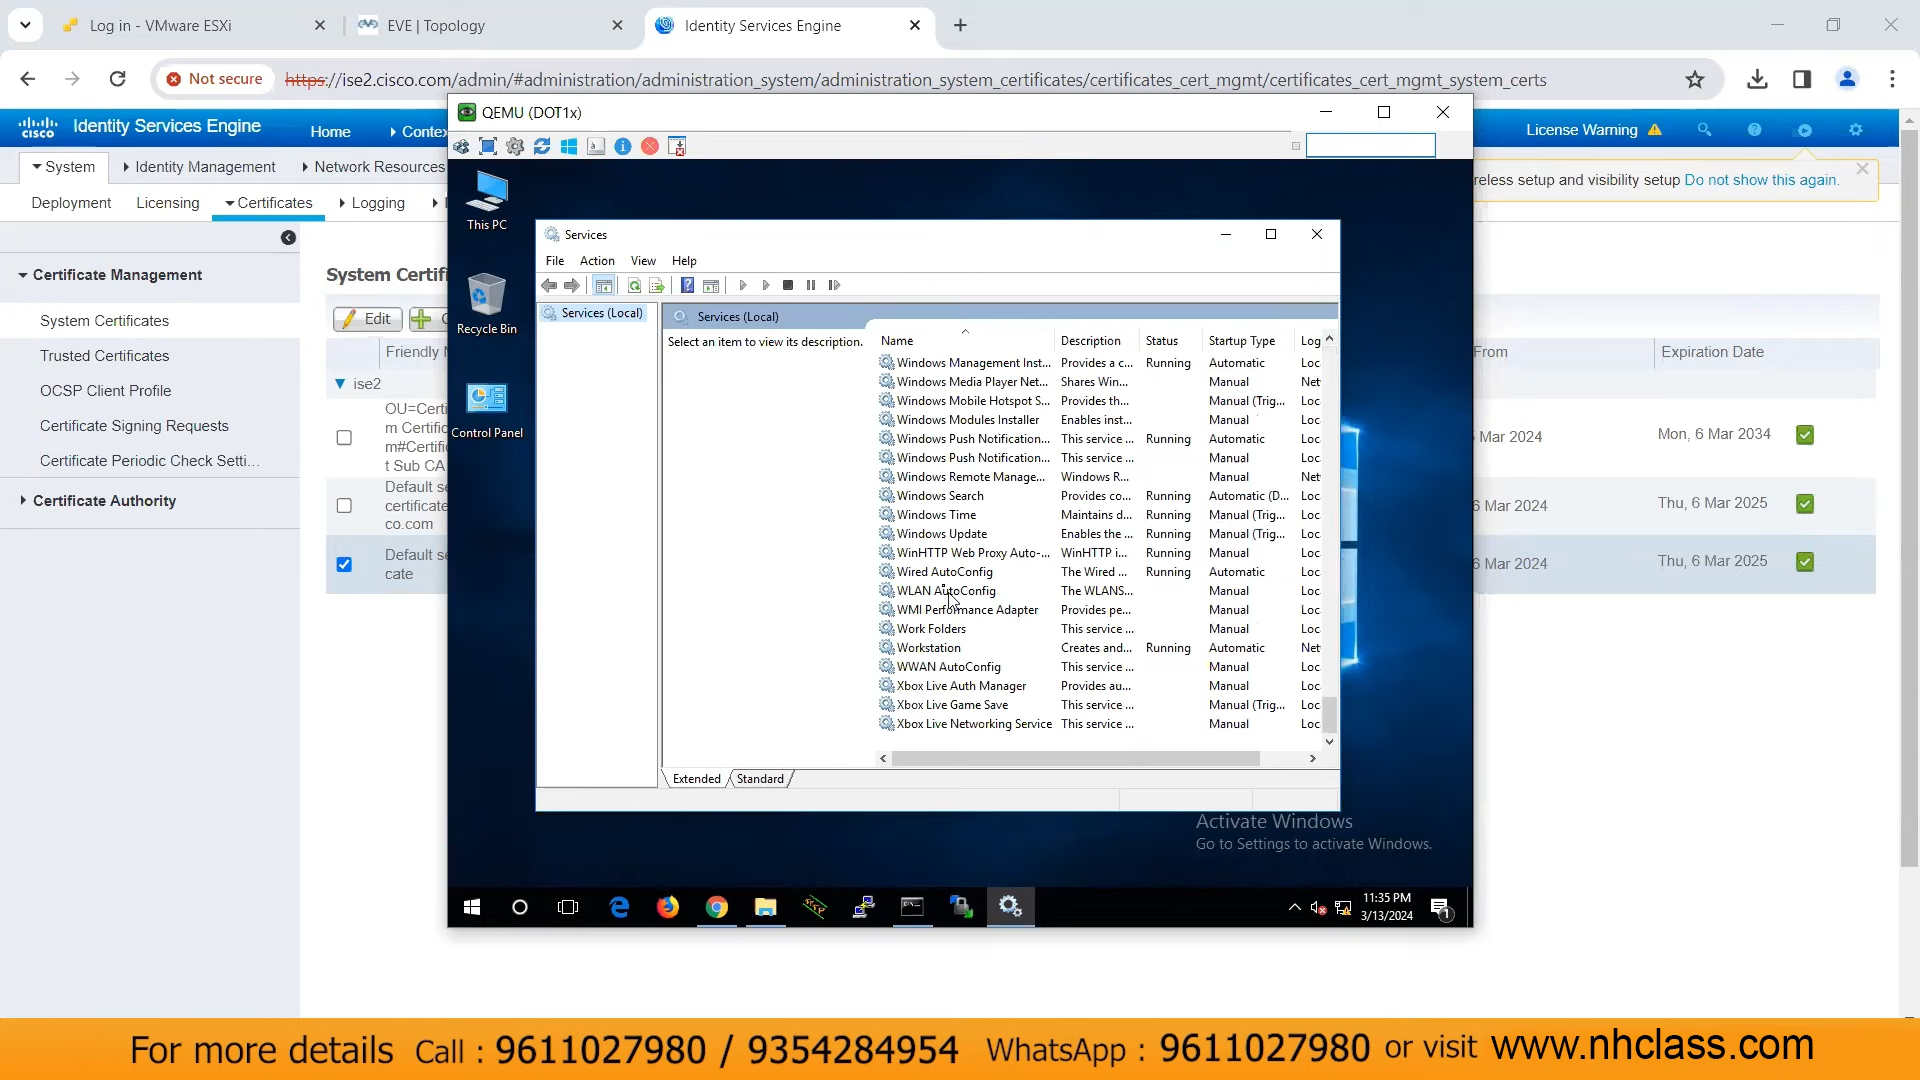 Log in - VMware ESXi
EVE | Topology
Identity Services Engine
Not secure
https://ise2.cisco.com/admin/#administration/administration_system/administration_system_certificates/certificates_cert_mgmt/certificates_cert_mgmt_system_certs
cisco
Identity Services Engine
Home
Contex
License Warning
System
Identity Management
Network Resources
reless setup and visibility setup Do not show this again.
Deployment
Licensing
Certificates
Logging
Certificate Management
System Certificates
Trusted Certificates
OCSP Client Profile
Certificate Signing Requests
Certificate Periodic Check Setti...
Certificate Authority
System Certifi
Edit
Friendly
From
Expiration Date
ise2
OU=Certi
m Certific
m#Certif
t Sub CA
Mar 2024
Mon, 6 Mar 2034
Default se
certificate
co.com
6 Mar 2024
Thu, 6 Mar 2025
Default se
cate
6 Mar 2024
Thu, 6 Mar 2025
QEMU (DOT1x)
This PC
Recycle Bin
Control Panel
Services
File Action View Help
Services (Local)
Services (Local)
Select an item to view its description.
Name Description Status Startup Type Log
Windows Management Inst... Provides a c... Running Automatic Loc
Windows Media Player Net... Shares Win... Manual Net
Windows Mobile Hotspot S... Provides th... Manual (Trig... Loc
Windows Modules Installer Enables inst... Manual Loc
Windows Push Notification... This service ... Running Automatic Loc
Windows Push Notification... This service ... Manual Loc
Windows Remote Manage... Windows R... Manual Net
Windows Search Provides co... Running Automatic (D... Loc
Windows Time Maintains d... Running Manual (Trig... Loc
Windows Update Enables the ... Running Manual (Trig... Loc
WinHTTP Web Proxy Auto-... WinHTTP i... Running Manual Loc
Wired AutoConfig The Wired ... Running Automatic Loc
WLAN AutoConfig The WLANS... Manual Loc
WMI Performance Adapter Provides pe... Manual Loc
Work Folders This service ... Manual Loc
Workstation Creates and... Running Automatic Net
WWAN AutoConfig This service ... Manual Loc
Xbox Live Auth Manager Provides au... Manual Loc
Xbox Live Game Save This service ... Manual (Trig... Loc
Xbox Live Networking Service This service ... Manual Loc
Extended Standard
Activate Windows
Go to Settings to activate Windows.
11:35 PM
3/13/2024
1
For more details Call : 9611027980 / 9354284954 WhatsApp : 9611027980 or visit www.nhclass.com